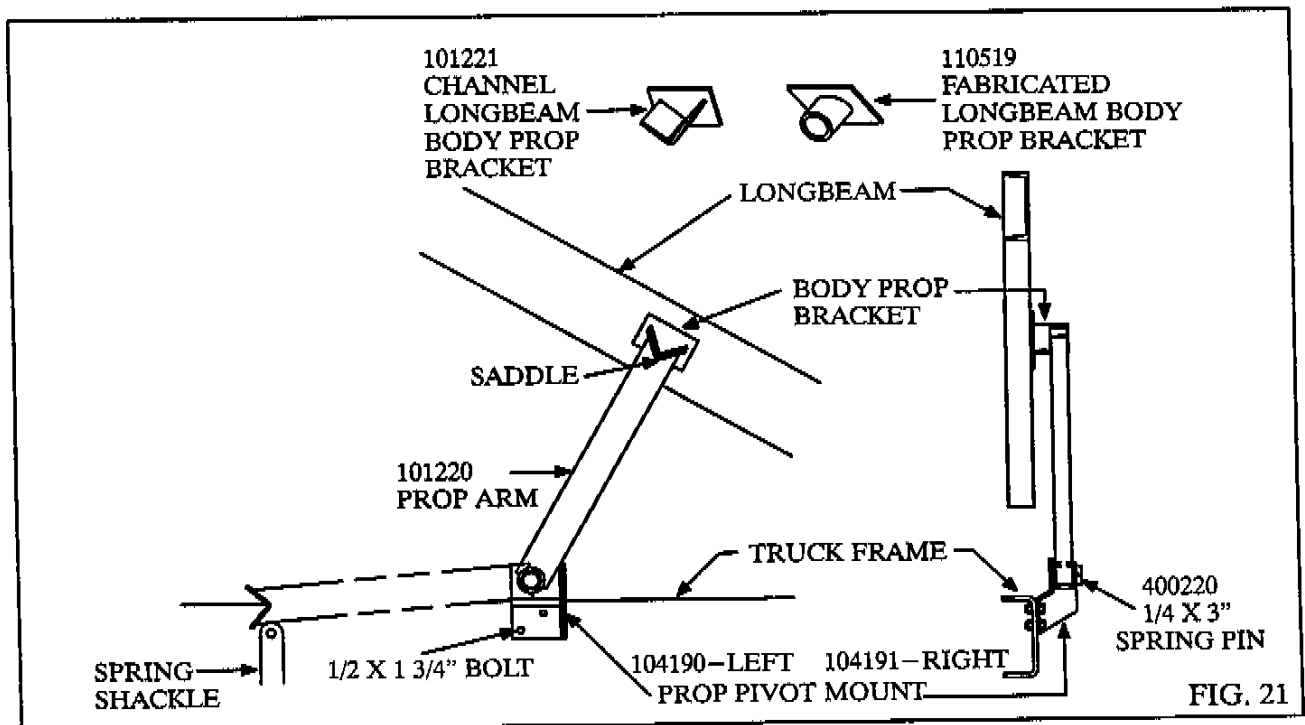 101221
CHANNEL
LONGBEAM
BODY PROP
BRACKET
110519
FABRICATED
LONGBEAM BODY
PROP BRACKET
LONGBEAM
BODY PROP
BRACKET
SADDLE
101220
PROP ARM
TRUCK FRAME
400220
1/4 X 3"
SPRING PIN
SPRING
SHACKLE
1/2 X 1 3/4" BOLT
104190-LEFT 104191-RIGHT
PROP PIVOT MOUNT
FIG. 21